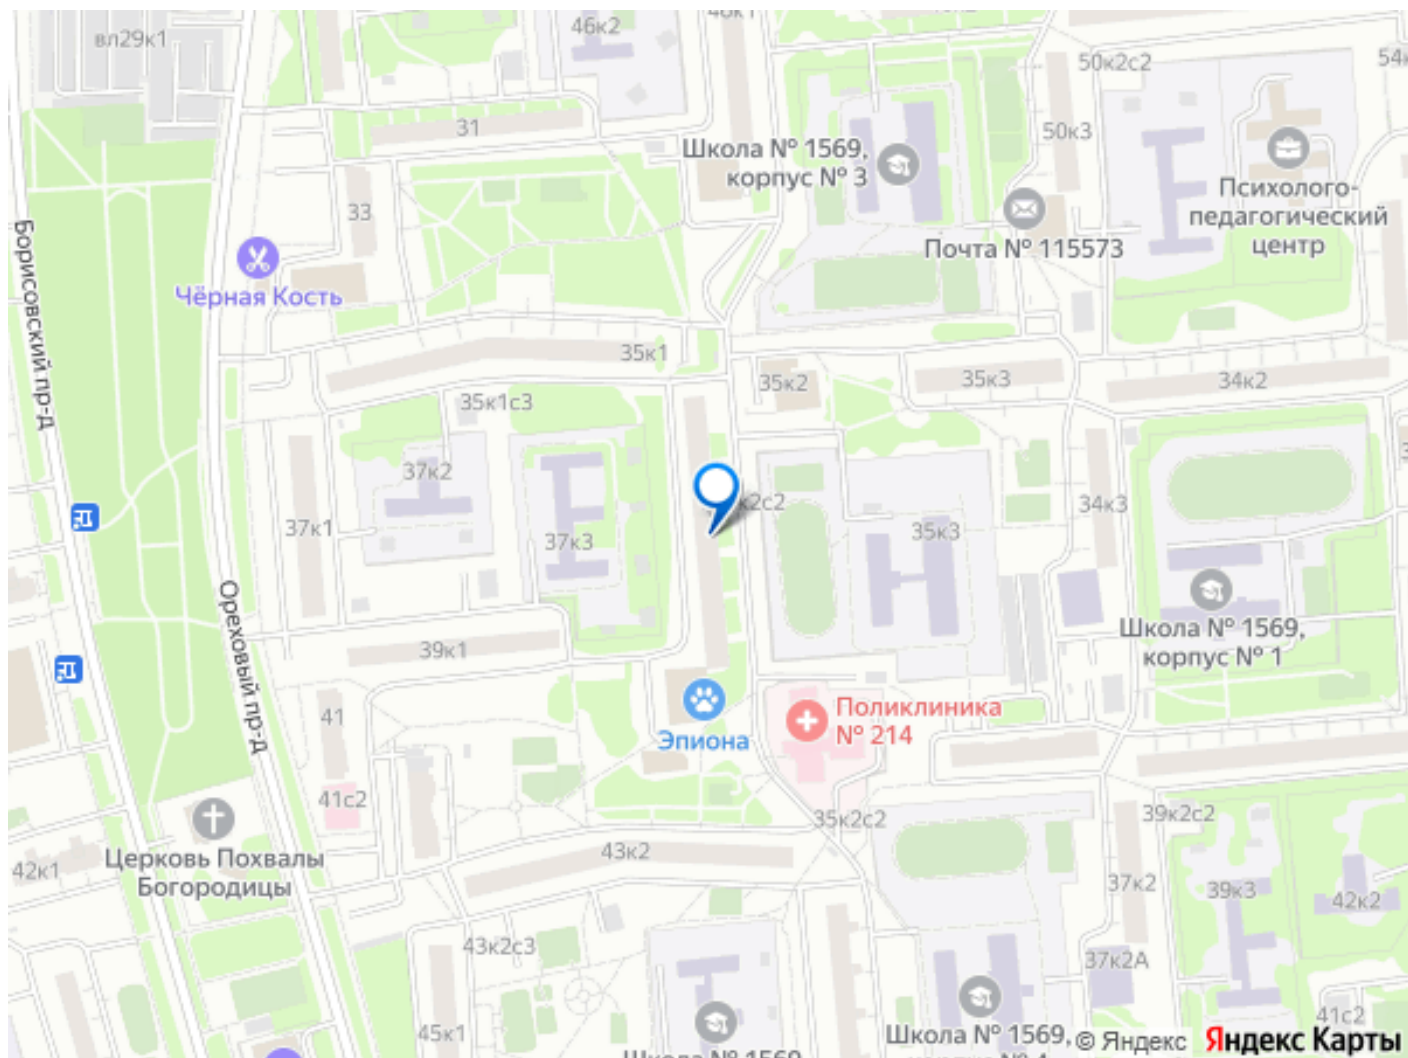 вл29к1
46к2
50к2с2
31
50к3
Школа № 1569,
корпус № 3
Психолого-
педагогический
центр
33
Почта № 115573
Борисовский пр-д
Чёрная Кость
35к1
35к2
35к3
34к2
35к1с3
37к2
34к3
37к1
37к3
35к3
Ореховый пр-д
Школа № 1569,
корпус № 1
39к1
41
Поликлиника
№ 214
Эпиона
41с2
35к2с2
39к2с2
43к2
Церковь Похвалы
Богородицы
42к1
37к2
39к3
42к2
43к2с3
37к2А
45к1
41с2
Школа № 1569,
© Яндекс
Яндекс Карты